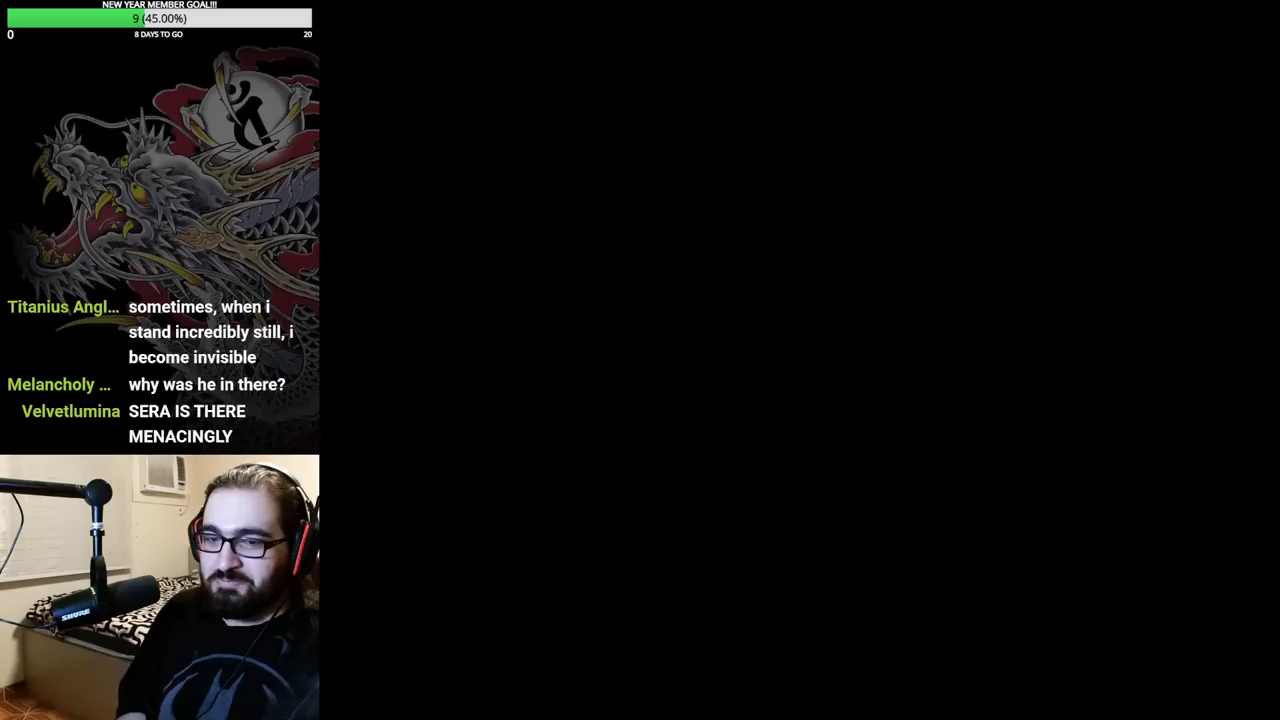 NEW YEAR MEMBER GOAL!!!
9 (45.00%)
0 8 DAYS TO GO 20
Titanius Angl... sometimes, when i
stand incredibly still, i
become invisible
Melancholy ... why was he in there?
Velvetlumina SERA IS THERE
MENACINGLY
SHURE